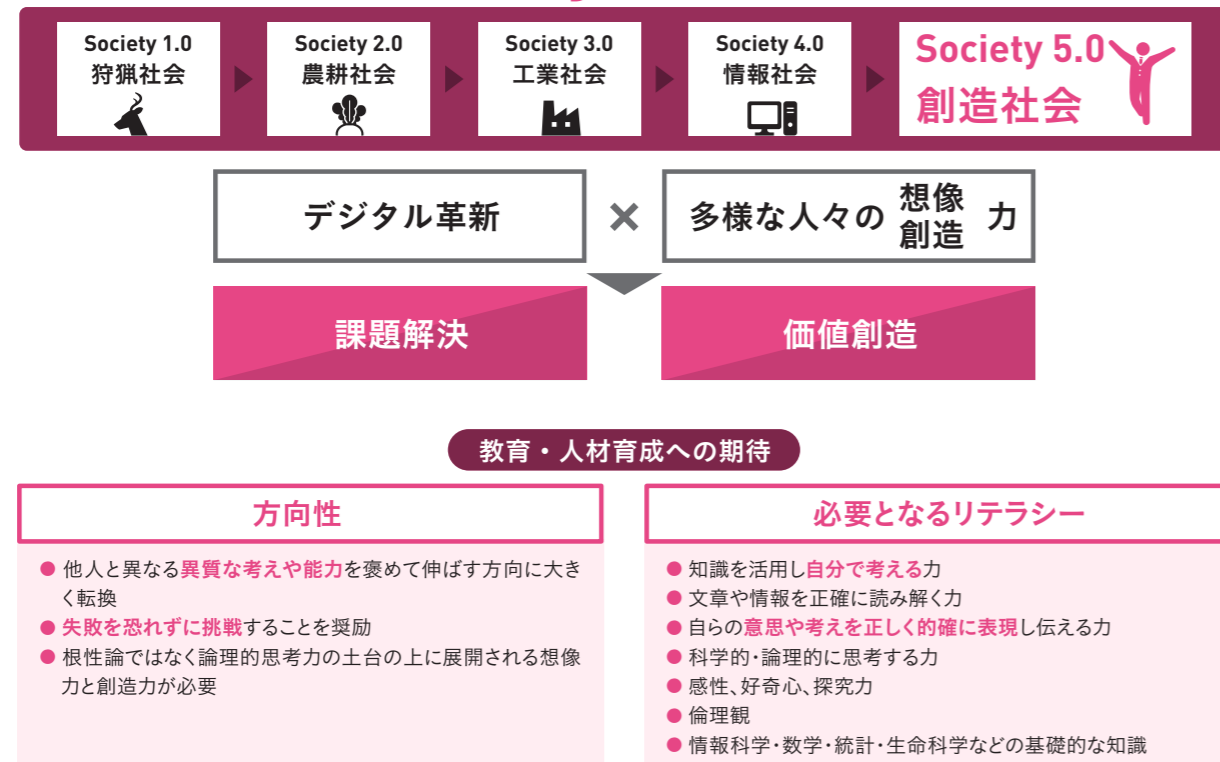 Society 1.0
狩猟社会
Society 2.0
農耕社会
Society 3.0
工業社会
Society 4.0
情報社会
Society 5.0
創造社会
デジタル革新
×
多様な人々の 想像 力
創造
課題解決
価値創造
教育・人材育成への期待
方向性
● 他人と異なる異質な考えや能力を褒めて伸ばす方向に大き
く転換
● 失敗を恐れずに挑戦することを奨励
● 根性論ではなく論理的思考力の土台の上に展開される想像
力と創造力が必要
必要となるリテラシー
● 知識を活用し自分で考える力
● 文章や情報を正確に読み解く力
● 自らの意思や考えを正しく的確に表現し伝える力
● 科学的・論理的に思考する力
● 感性、好奇心、探究力
● 倫理観
● 情報科学・数学・統計・生命科学などの基礎的な知識